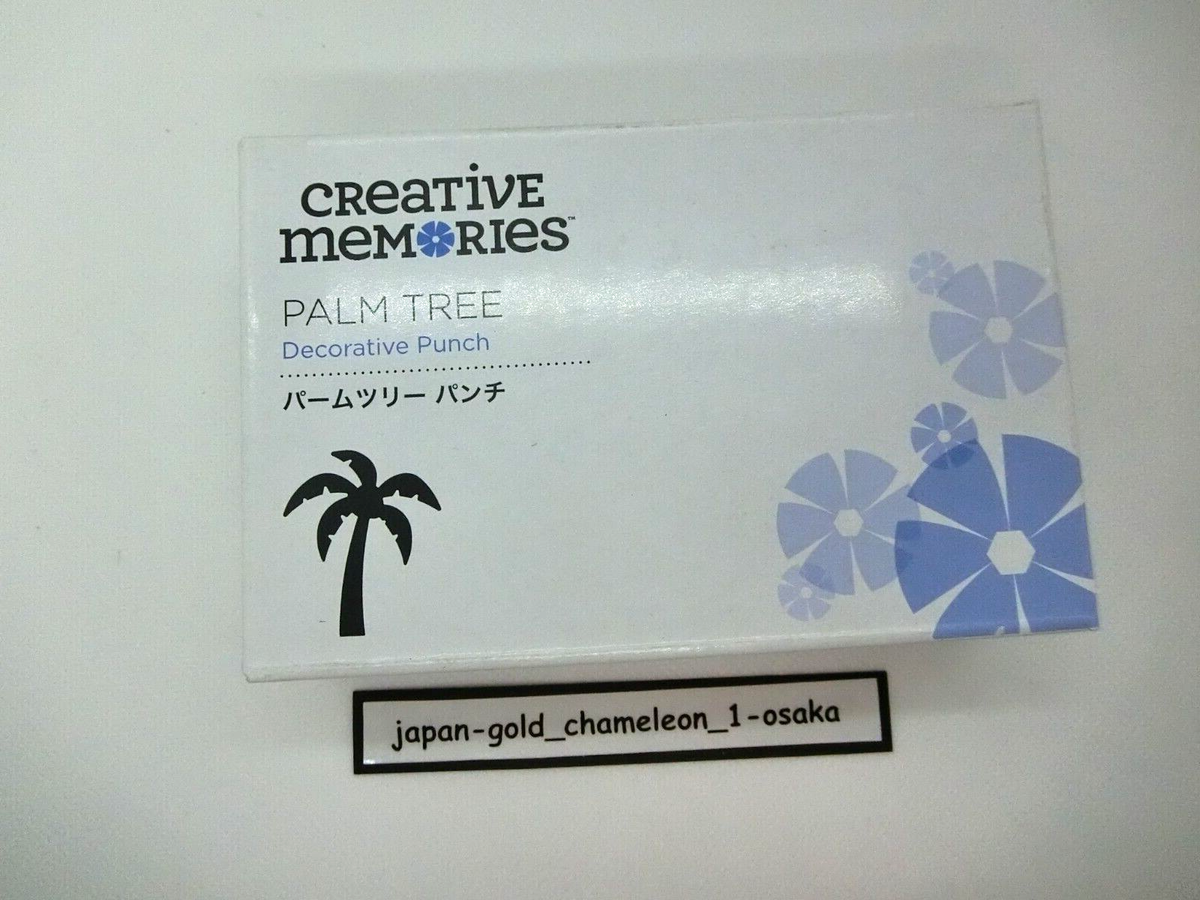 CReaTiVE
meMORIes™
PALM TREE
Decorative Punch
パームツリー パンチ
japan-gold_chameleon_1-osaka